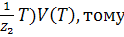 1/z₂ T)V(T), тому